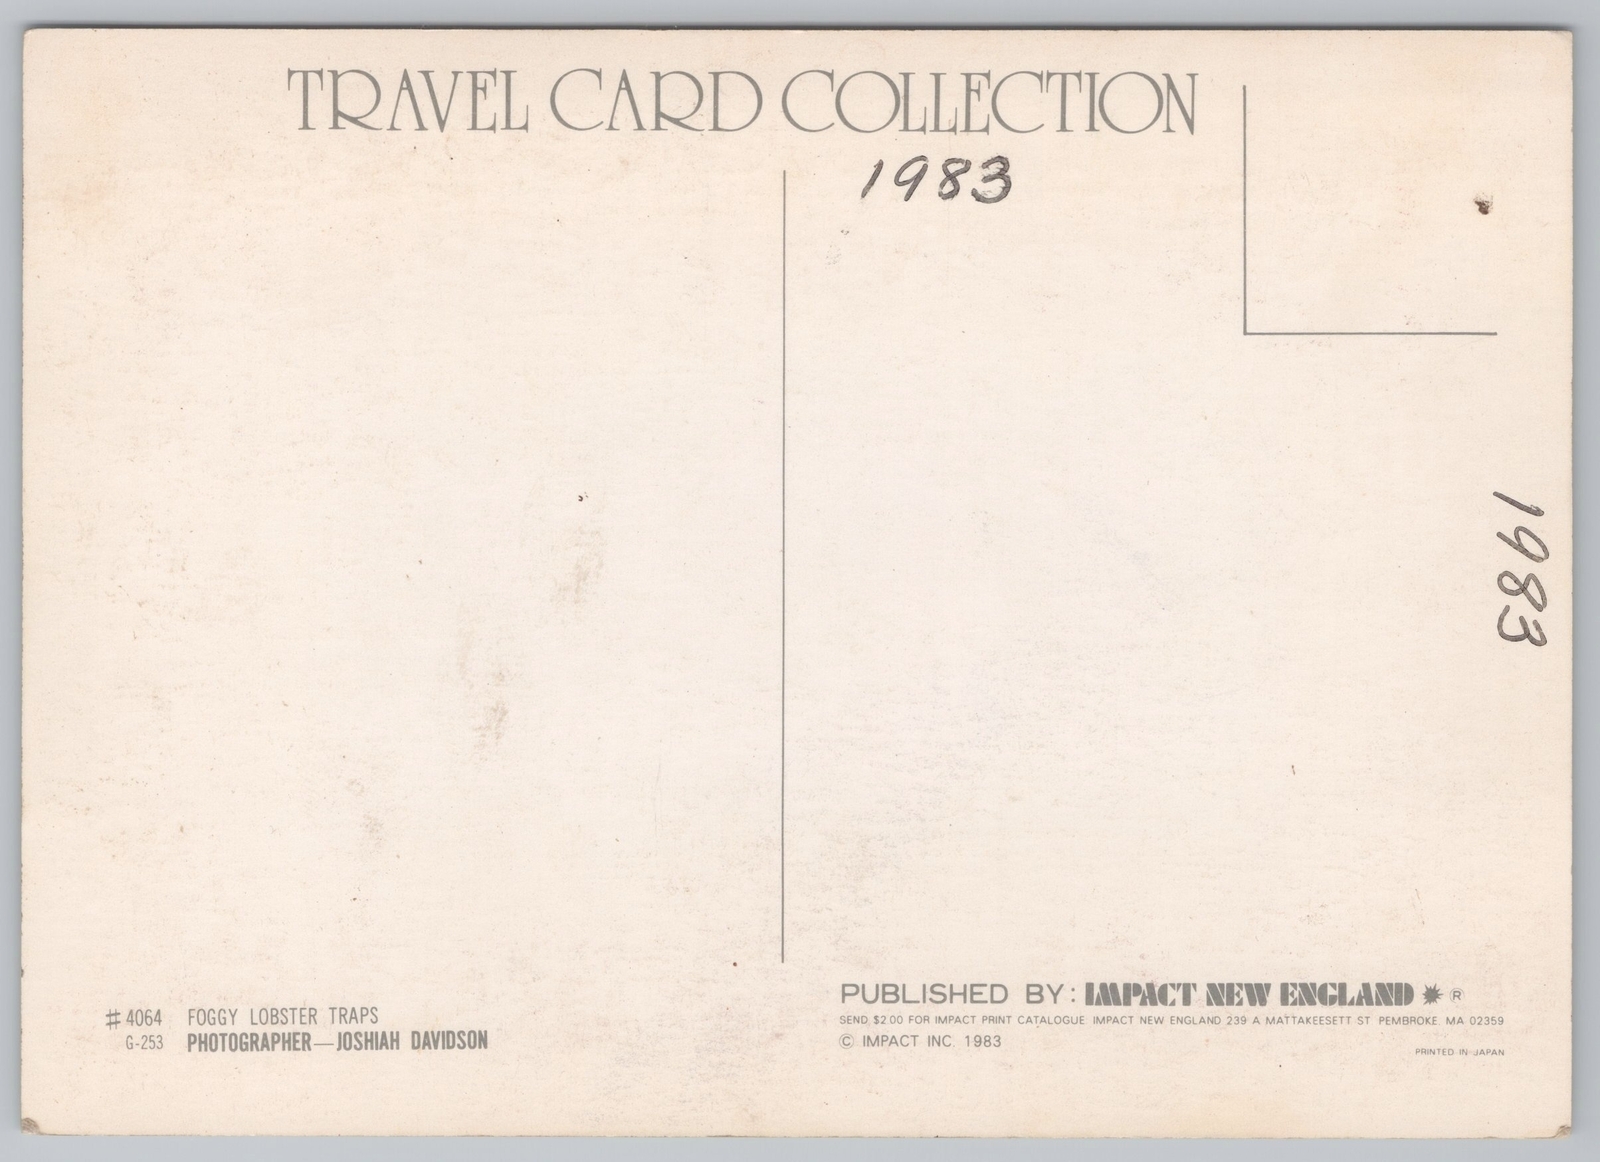 TRAVEL CARD COLLECTION
1983
1983
# 4064 FOGGY LOBSTER TRAPS
G-253 PHOTOGRAPHER—JOSHIAH DAVIDSON
PUBLISHED BY: IMPACT NEW ENGLAND ®
SEND $2.00 FOR IMPACT PRINT CATALOGUE. IMPACT NEW ENGLAND 239 A MATTAKEESETT ST. PEMBROKE, MA 02359
© IMPACT INC. 1983
PRINTED IN JAPAN